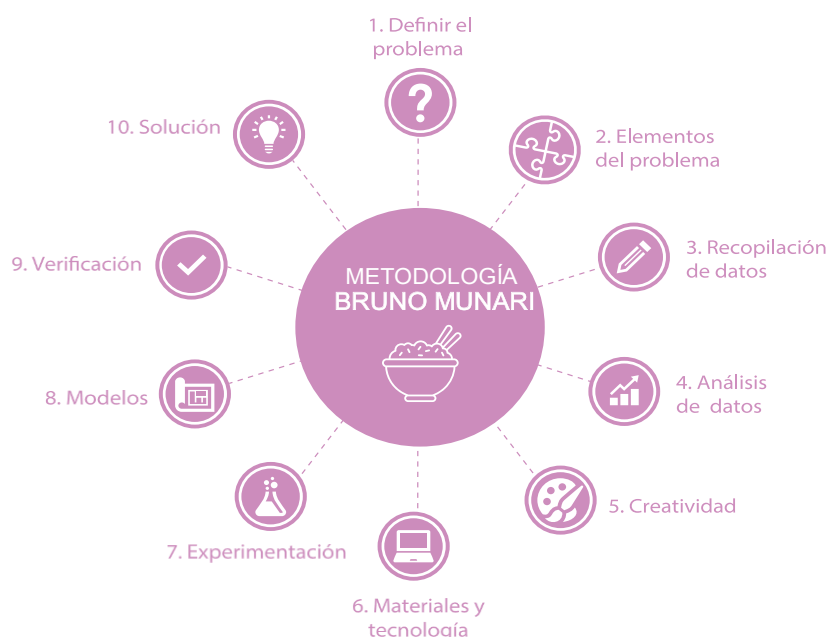 1. Definir el
problema
2. Elementos
del problema
3. Recopilación
de datos
4. Análisis
de datos
5. Creatividad
6. Materiales y
tecnología
7. Experimentación
8. Modelos
9. Verificación
10. Solución
METODOLOGÍA
BRUNO MUNARI